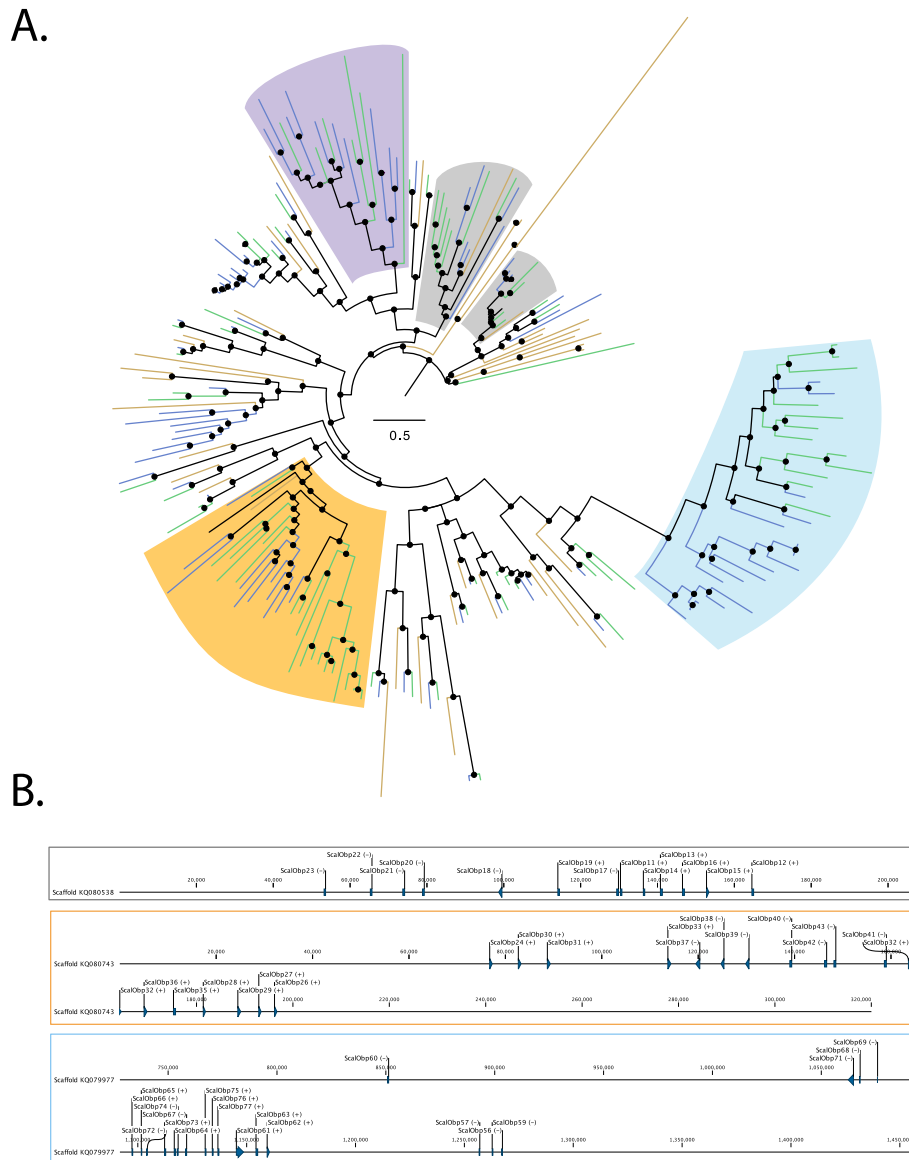 A.
0.5
B.
ScalObp13 (+)
ScalObp22 (−)
ScalObp20 (−) ScalObp19 (+) ScalObp11 (+) ScalObp16 (+) ScalObp12 (+)
ScalObp23 (−) ScalObp21 (−) ScalObp18 (−) ScalObp17 (−) ScalObp14 (+) ScalObp15 (+)
20,000 40,000 60,000 80,000 100,000 120,000 140,000 160,000 180,000 200,000
Scaffold KQ080538
ScalObp38 (−) ScalObp40 (−)
ScalObp30 (+) ScalObp33 (+) ScalObp43 (−)
ScalObp41 (−)
ScalObp24 (+) ScalObp31 (+) ScalObp37 (−) ScalObp39 (−) ScalObp42 (−) ScalObp32 (+)
20,000 40,000 60,000 80,000 100,000 120,000 140,000
Scaffold KQ080743
ScalObp27 (+)
ScalObp36 (+) ScalObp28 (+) ScalObp26 (+)
ScalObp32 (+) ScalObp35 (+) ScalObp29 (+)
180,000 200,000 220,000 240,000 260,000 280,000 300,000 320,000
Scaffold KQ080743
ScalObp69 (−)
ScalObp68 (−)
ScalObp60 (−) ScalObp71 (−)
750,000 800,000 850,000 900,000 950,000 1,000,000 1,050,000
Scaffold KQ079977
ScalObp65 (+) ScalObp75 (+)
ScalObp66 (+) ScalObp76 (+)
ScalObp74 (−) ScalObp77 (+)
ScalObp67 (−) ScalObp63 (+)
ScalObp73 (+) ScalObp62 (+) ScalObp57 (−) ScalObp59 (−)
ScalObp72 (−) ScalObp64 (+) ScalObp61 (+) ScalObp56 (−)
1,100,000 1,150,000 1,200,000 1,250,000 1,300,000 1,350,000 1,400,000 1,450,000
Scaffold KQ079977